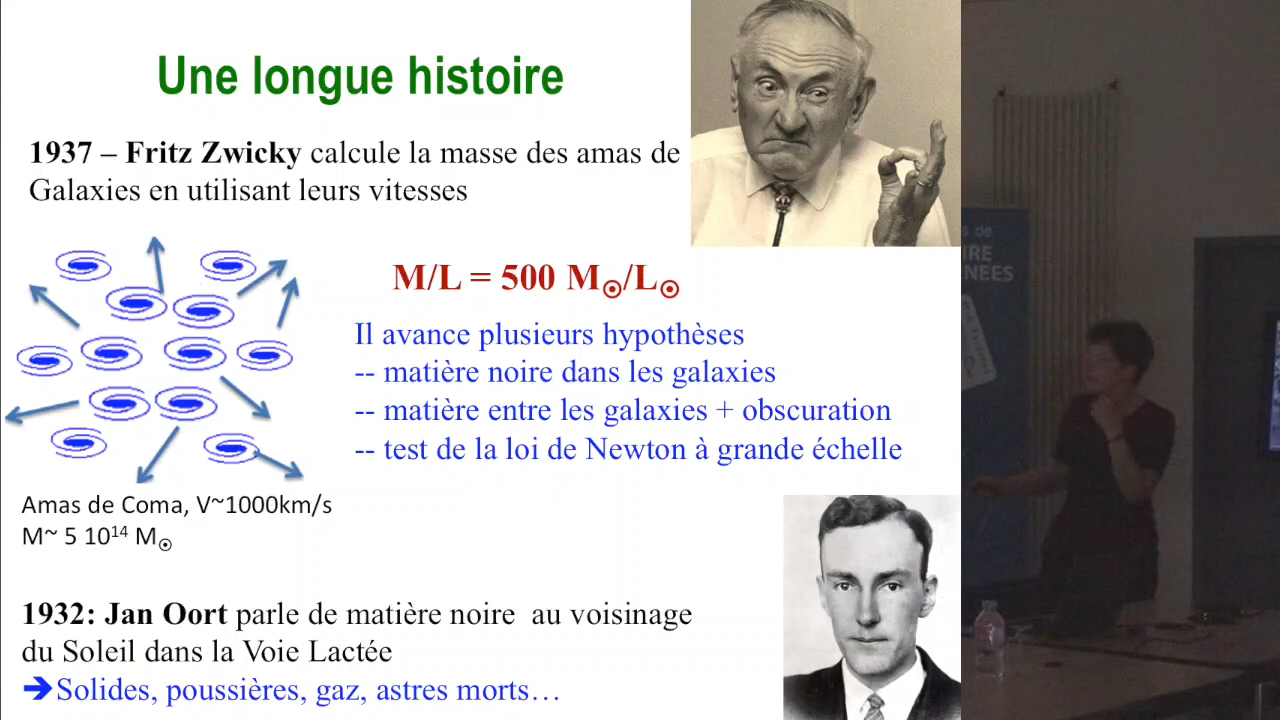 Une longue histoire
1937 – Fritz Zwicky calcule la masse des amas de
Galaxies en utilisant leurs vitesses
M/L = 500 M☉/L☉
Il avance plusieurs hypothèses
-- matière noire dans les galaxies
-- matière entre les galaxies + obscuration
-- test de la loi de Newton à grande échelle
Amas de Coma, V~1000km/s
M~ 5 10¹⁴ M☉
1932: Jan Oort parle de matière noire au voisinage
du Soleil dans la Voie Lactée
➔ Solides, poussières, gaz, astres morts…